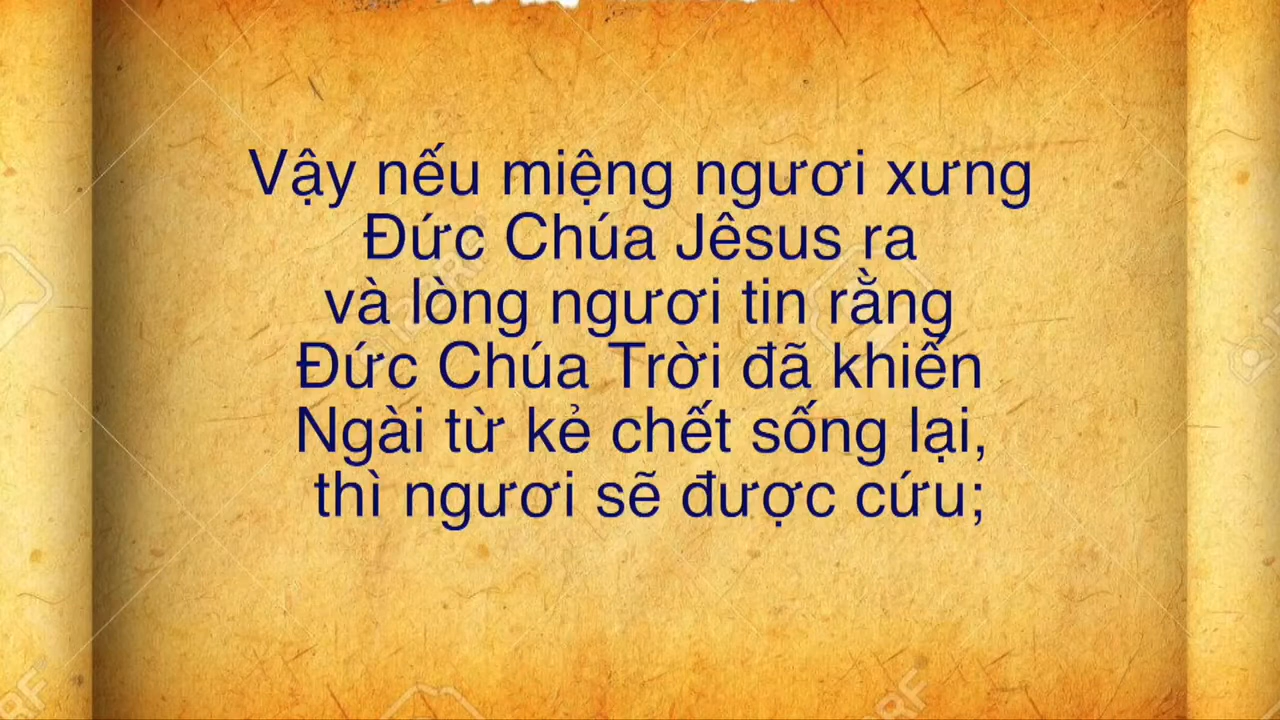 Vậy nếu miệng ngươi xưng
Đức Chúa Jêsus ra
và lòng ngươi tin rằng
Đức Chúa Trời đã khiến
Ngài từ kẻ chết sống lại,
thì ngươi sẽ được cứu;